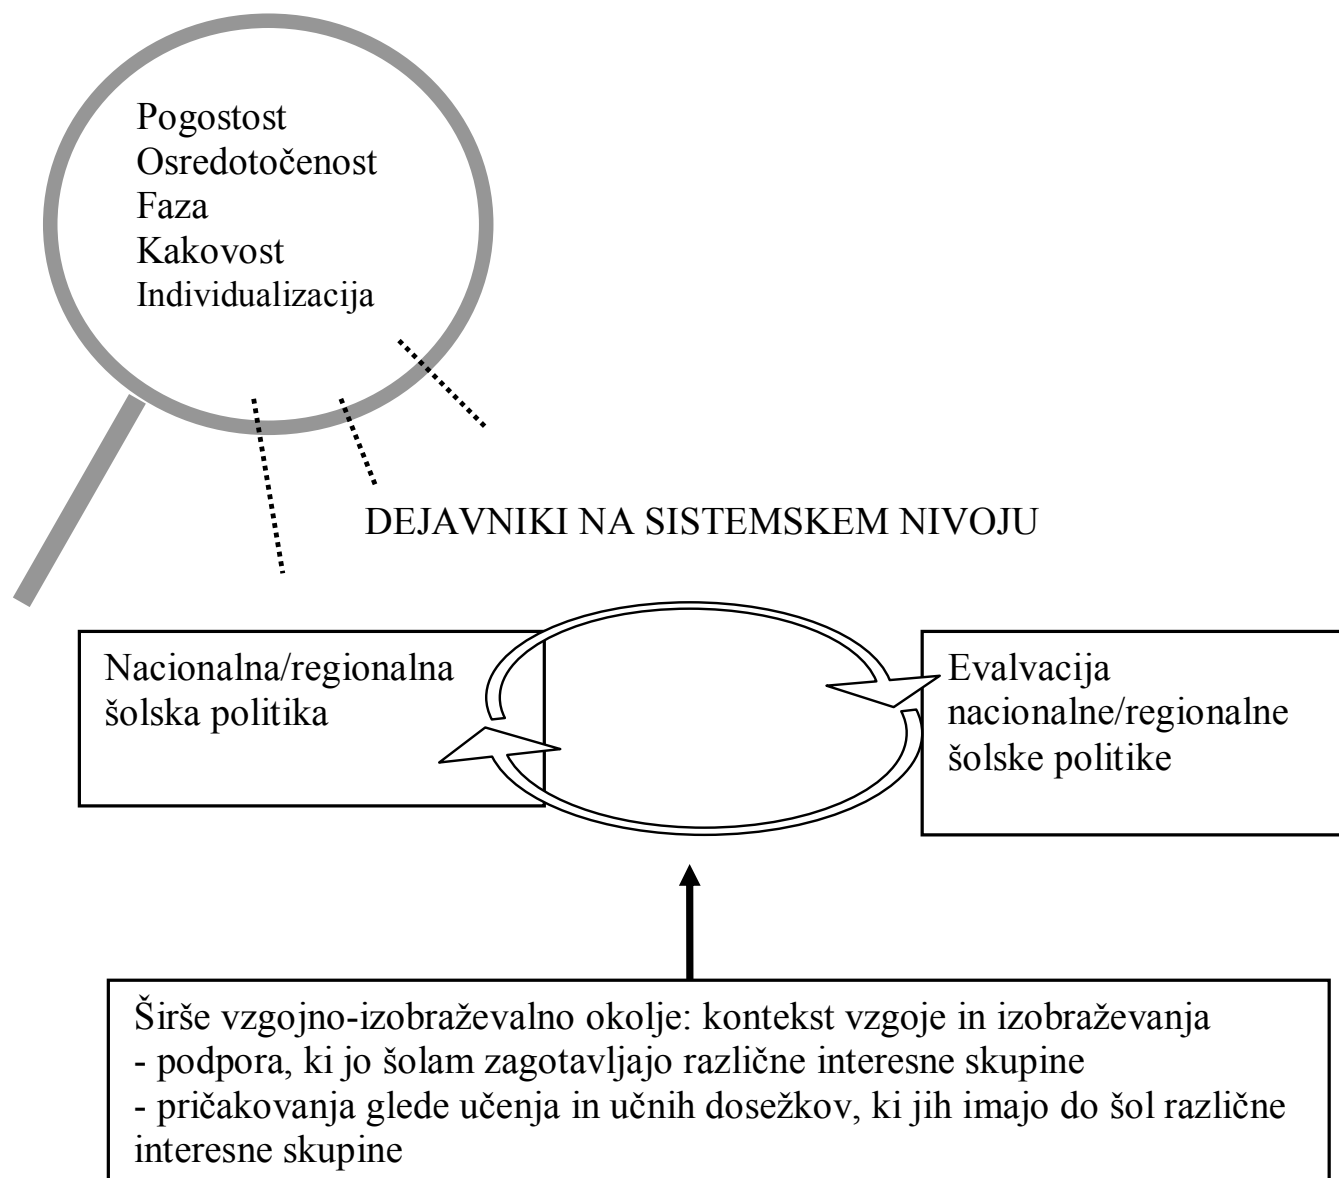 Pogostost
Osredotočenost
Faza
Kakovost
Individualizacija
DEJAVNIKI NA SISTEMSKEM NIVOJU
Nacionalna/regionalna
šolska politika
Evalvacija
nacionalne/regionalne
šolske politike
Širše vzgojno-izobraževalno okolje: kontekst vzgoje in izobraževanja
- podpora, ki jo šolam zagotavljajo različne interesne skupine
- pričakovanja glede učenja in učnih dosežkov, ki jih imajo do šol različne
interesne skupine